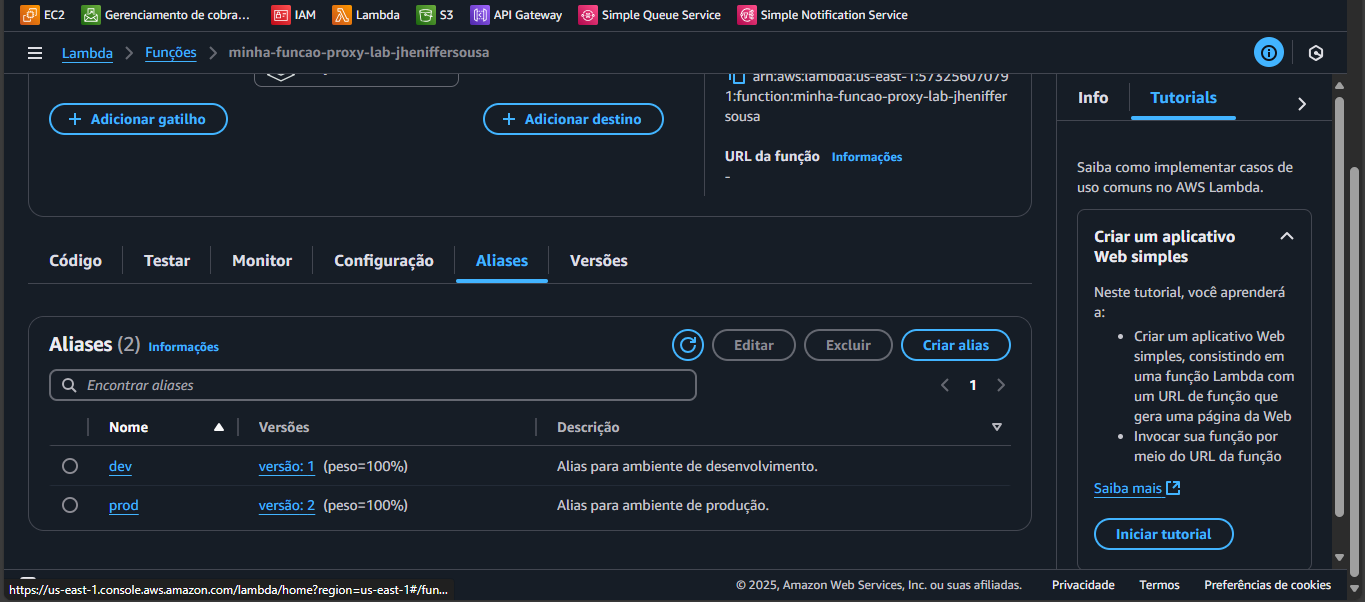 EC2 Gerenciamento de cobra... IAM Lambda S3 API Gateway Simple Queue Service Simple Notification Service
Lambda Funções minha-funcao-proxy-lab-jheniffersousa
Adicionar gatilho
Adicionar destino
arn:aws:lambda:us-east-1:57325607079
1:function:minha-funcao-proxy-lab-jheniffer
sousa
URL da função Informações
-
Código Testar Monitor Configuração Aliases Versões
Aliases (2) Informações
Editar Excluir Criar alias
Encontrar aliases
1
Nome Versões Descrição
dev versão: 1 (peso=100%) Alias para ambiente de desenvolvimento.
prod versão: 2 (peso=100%) Alias para ambiente de produção.
Info Tutorials
Saiba como implementar casos de
uso comuns no AWS Lambda.
Criar um aplicativo
Web simples
Neste tutorial, você aprenderá
a:
• Criar um aplicativo Web
simples, consistindo em
uma função Lambda com
um URL de função que
gera uma página da Web
• Invocar sua função por
meio do URL da função
Saiba mais
Iniciar tutorial
https://us-east-1.console.aws.amazon.com/lambda/home?region=us-east-1#/fun...
© 2025, Amazon Web Services, Inc. ou suas afiliadas. Privacidade Termos Preferências de cookies